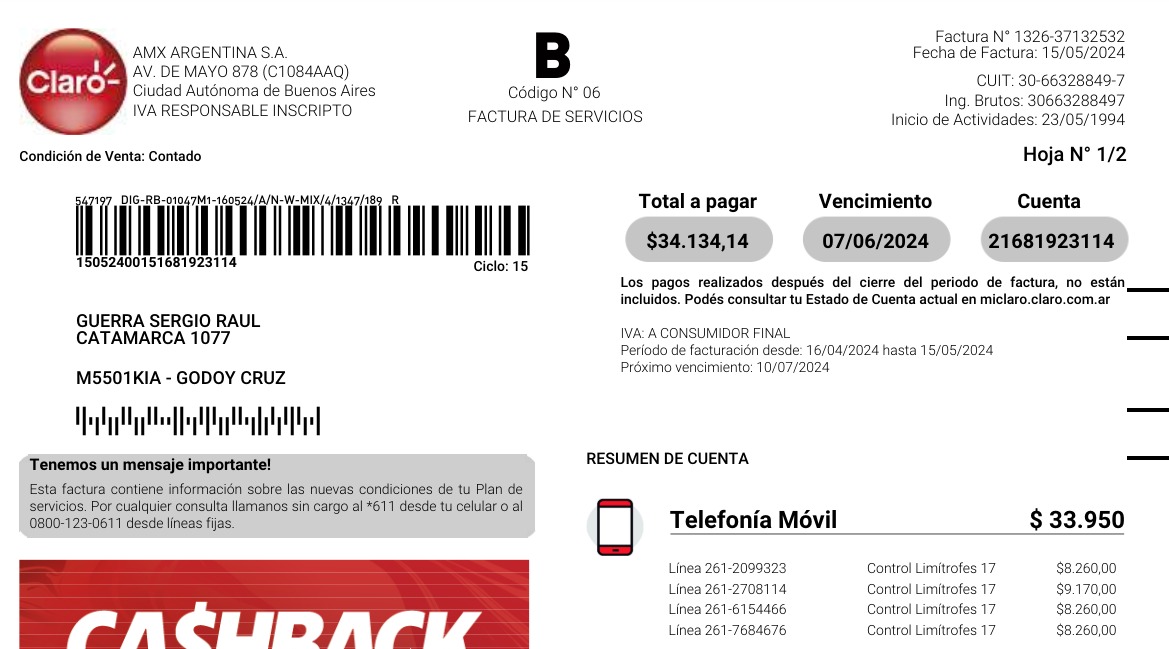 Claro
AMX ARGENTINA S.A.
AV. DE MAYO 878 (C1084AAQ)
Ciudad Autónoma de Buenos Aires
IVA RESPONSABLE INSCRIPTO
B
Código N° 06
FACTURA DE SERVICIOS
Factura N° 1326-37132532
Fecha de Factura: 15/05/2024
CUIT: 30-66328849-7
Ing. Brutos: 30663288497
Inicio de Actividades: 23/05/1994
Condición de Venta: Contado
Hoja N° 1/2
547197 DIG-RB-01047M1-160524/A/N-W-MIX/4/1347/189 R
15052400151681923114
Ciclo: 15
Total a pagar
$34.134,14
Vencimiento
07/06/2024
Cuenta
21681923114
Los pagos realizados después del cierre del periodo de factura, no están
incluidos. Podés consultar tu Estado de Cuenta actual en miclaro.claro.com.ar
GUERRA SERGIO RAUL
CATAMARCA 1077
M5501KIA - GODOY CRUZ
IVA: A CONSUMIDOR FINAL
Período de facturación desde: 16/04/2024 hasta 15/05/2024
Próximo vencimiento: 10/07/2024
Tenemos un mensaje importante!
Esta factura contiene información sobre las nuevas condiciones de tu Plan de
servicios. Por cualquier consulta llamanos sin cargo al *611 desde tu celular o al
0800-123-0611 desde líneas fijas.
CA$HBACK
RESUMEN DE CUENTA
Telefonía Móvil $ 33.950
Línea 261-2099323 Control Limítrofes 17 $8.260,00
Línea 261-2708114 Control Limítrofes 17 $9.170,00
Línea 261-6154466 Control Limítrofes 17 $8.260,00
Línea 261-7684676 Control Limítrofes 17 $8.260,00